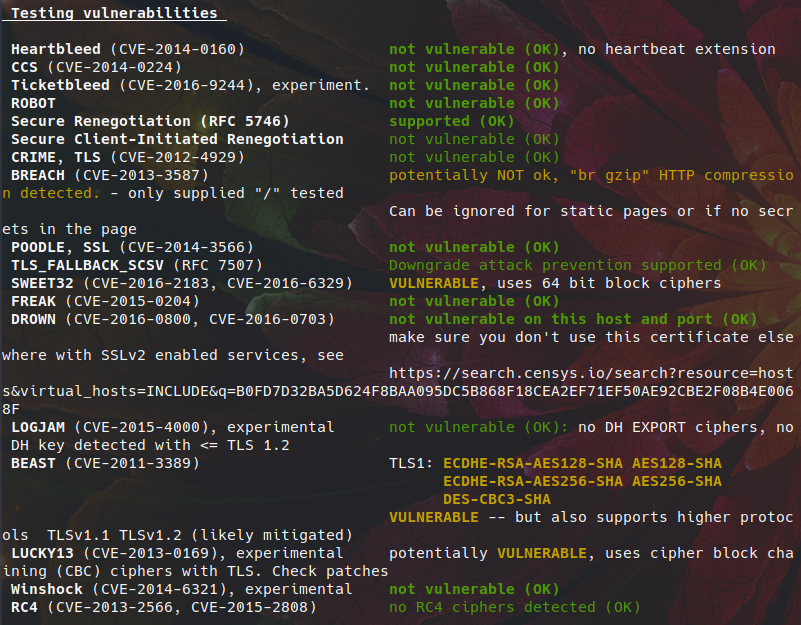 Testing vulnerabilities
Heartbleed (CVE-2014-0160) not vulnerable (OK), no heartbeat extension
CCS (CVE-2014-0224) not vulnerable (OK)
Ticketbleed (CVE-2016-9244), experiment. not vulnerable (OK)
ROBOT not vulnerable (OK)
Secure Renegotiation (RFC 5746) supported (OK)
Secure Client-Initiated Renegotiation not vulnerable (OK)
CRIME, TLS (CVE-2012-4929) not vulnerable (OK)
BREACH (CVE-2013-3587) potentially NOT ok, "br gzip" HTTP compressio
n detected. - only supplied "/" tested
Can be ignored for static pages or if no secr
ets in the page
POODLE, SSL (CVE-2014-3566) not vulnerable (OK)
TLS_FALLBACK_SCSV (RFC 7507) Downgrade attack prevention supported (OK)
SWEET32 (CVE-2016-2183, CVE-2016-6329) VULNERABLE, uses 64 bit block ciphers
FREAK (CVE-2015-0204) not vulnerable (OK)
DROWN (CVE-2016-0800, CVE-2016-0703) not vulnerable on this host and port (OK)
make sure you don't use this certificate else
where with SSLv2 enabled services, see
https://search.censys.io/search?resource=host
s&virtual_hosts=INCLUDE&q=B0FD7D32BA5D624F8BAA095DC5B868F18CEA2EF71EF50AE92CBE2F08B4E006
8F
LOGJAM (CVE-2015-4000), experimental not vulnerable (OK): no DH EXPORT ciphers, no
DH key detected with <= TLS 1.2
BEAST (CVE-2011-3389) TLS1: ECDHE-RSA-AES128-SHA AES128-SHA
ECDHE-RSA-AES256-SHA AES256-SHA
DES-CBC3-SHA
VULNERABLE -- but also supports higher protoc
ols TLSv1.1 TLSv1.2 (likely mitigated)
LUCKY13 (CVE-2013-0169), experimental potentially VULNERABLE, uses cipher block cha
ining (CBC) ciphers with TLS. Check patches
Winshock (CVE-2014-6321), experimental not vulnerable (OK)
RC4 (CVE-2013-2566, CVE-2015-2808) no RC4 ciphers detected (OK)